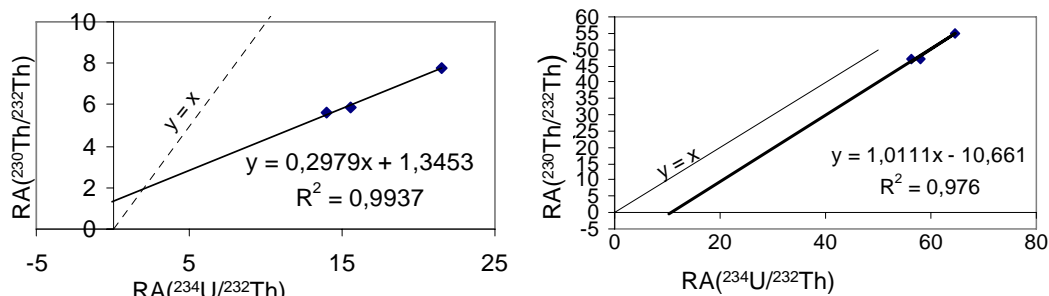 RA(²³⁰Th/²³²Th)
10
8
6
4
2
0
y = x
y = 0,2979x + 1,3453
R² = 0,9937
-5
5
15
25
RA(²³⁴U/²³²Th)
RA(²³⁰Th/²³²Th)
60
55
50
45
40
35
30
25
20
15
10
5
0
-5
y = x
y = 1,0111x - 10,661
R² = 0,976
0
20
40
60
80
RA(²³⁴U/²³²Th)